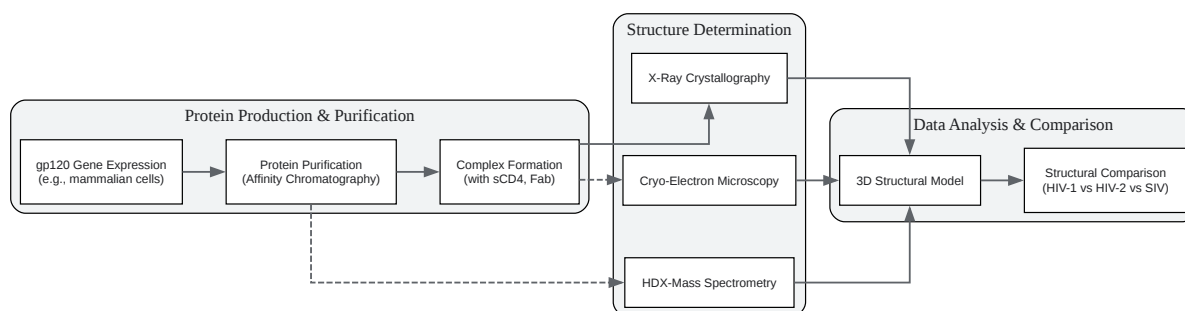 Structure Determination
X-Ray Crystallography
Protein Production & Purification
Data Analysis & Comparison
gp120 Gene Expression
(e.g., mammalian cells)
Protein Purification
(Affinity Chromatography)
Complex Formation
(with sCD4, Fab)
Cryo-Electron Microscopy
3D Structural Model
Structural Comparison
(HIV-1 vs HIV-2 vs SIV)
HDX-Mass Spectrometry